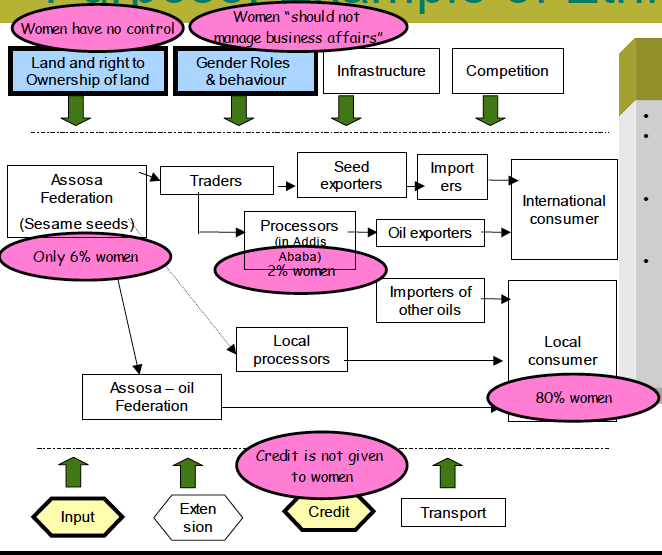 Women have no control
Women “should not
manage business affairs”
Land and right to
Ownership of land
Gender Roles
& behaviour
Infrastructure
Competition
Assosa
Federation
(Sesame seeds)
Only 6% women
Traders
Seed
exporters
Import
ers
International
consumer
Processors
(in Addis
Ababa)
2% women
Oil exporters
Importers of
other oils
Local
processors
Local
consumer
80% women
Assosa – oil
Federation
Credit is not given
to women
Input
Exten
sion
Credit
Transport